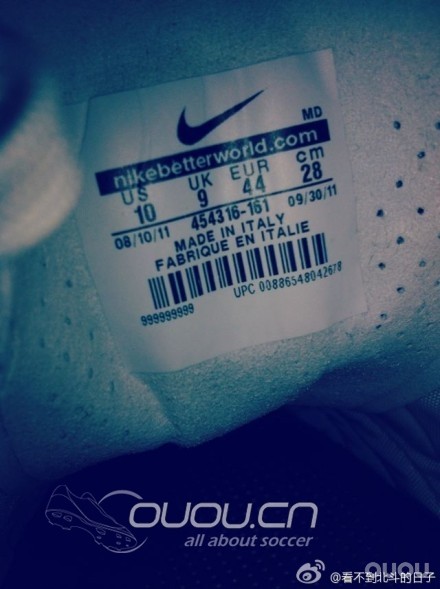 MD
nikebetterworld.com
US UK EUR cm
10 9 44 28
08/10/11 454316-161 09/30/11
MADE IN ITALY
FABRIQUE EN ITALIE
UPC 00886548042678
999999999
OUOU.CN
all about soccer
ouou
@看不到北斗的日子